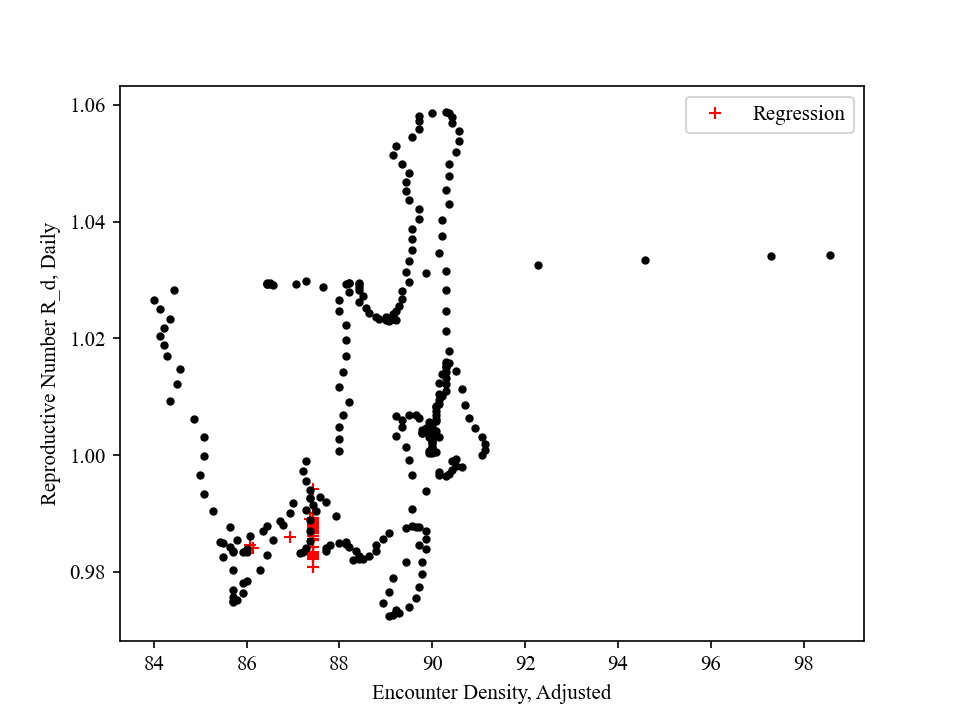 Regression
1.06
1.04
1.02
1.00
0.98
Reproductive Number R_d, Daily
84 86 88 90 92 94 96 98
Encounter Density, Adjusted